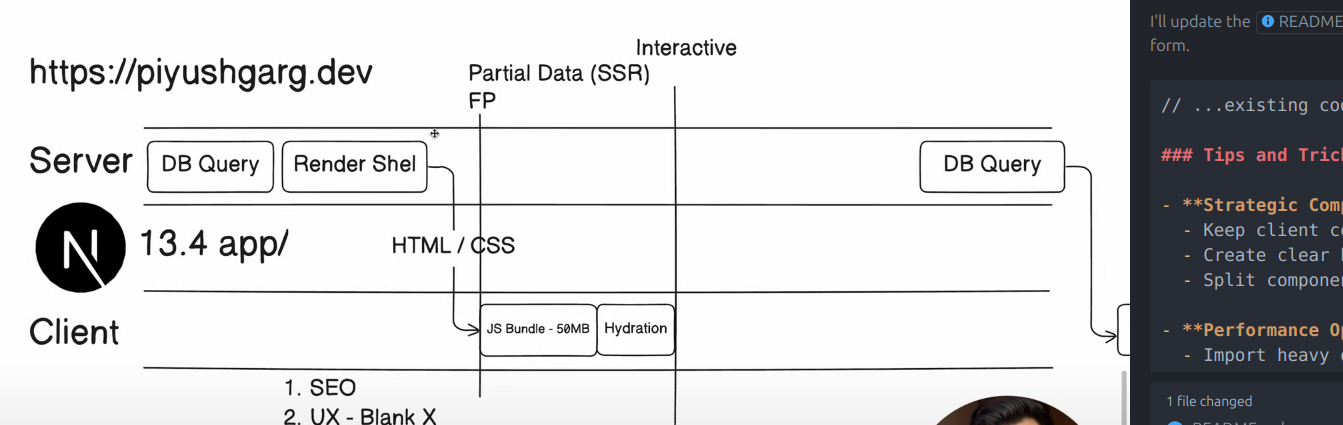 https://piyushgarg.dev
Interactive
Partial Data (SSR)
FP
Server
DB Query
Render Shel
DB Query
N
13.4 app/
HTML / CSS
Client
JS Bundle - 50MB
Hydration
1. SEO
2. UX - Blank X
I'll update the README
form.
// ...existing co
### Tips and Tric
- **Strategic Com
- Keep client c
- Create clear
- Split compone
- **Performance Op
- Import heavy
1 file changed